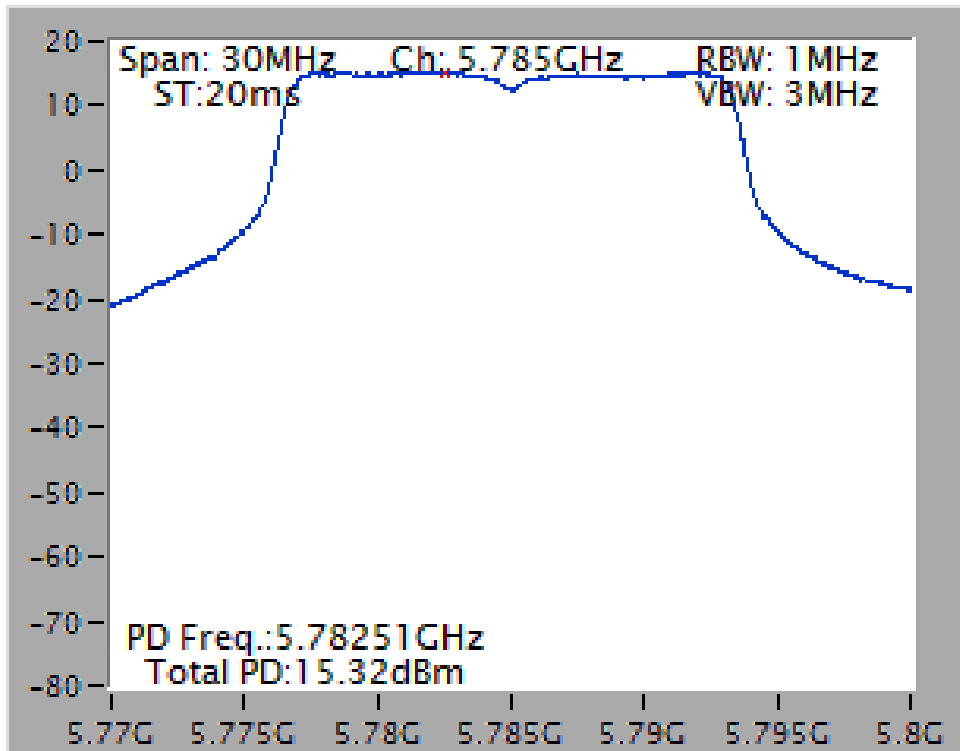 20
Span: 30MHz Ch: 5.785GHz RBW: 1MHz
ST:20ms VBW: 3MHz
10
0
-10
-20
-30
-40
-50
-60
-70
PD Freq.:5.78251GHz
Total PD:15.32dBm
-80
5.77G 5.775G 5.78G 5.785G 5.79G 5.795G 5.8G